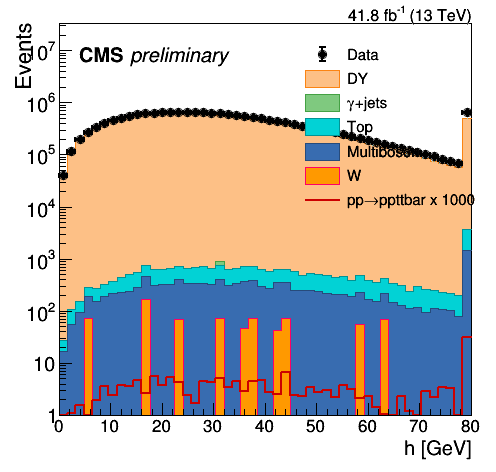 41.8 fb⁻¹ (13 TeV)
Events
CMS preliminary
Data
DY
γ+jets
Top
Multiboson
W
pp→ppttbar x 1000
10⁷
10⁶
10⁵
10⁴
10³
10²
10
1
0 10 20 30 40 50 60 70 80
h [GeV]